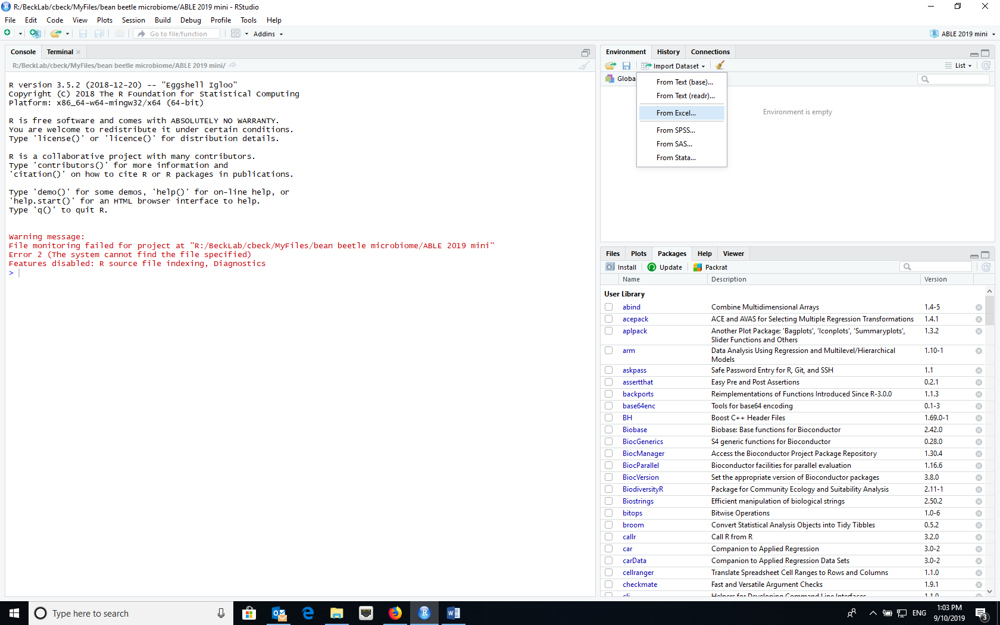 R:/BeckLab/cbeck/MyFiles/bean beetle microbiome/ABLE 2019 mini - RStudio
File Edit Code View Plots Session Build Debug Profile Tools Help
Go to file/function Addins ABLE 2019 mini
Console Terminal
R:/BeckLab/cbeck/MyFiles/bean beetle microbiome/ABLE 2019 mini/
R version 3.5.2 (2018-12-20) -- "Eggshell Igloo"
Copyright (C) 2018 The R Foundation for Statistical Computing
Platform: x86_64-w64-mingw32/x64 (64-bit)
R is free software and comes with ABSOLUTELY NO WARRANTY.
You are welcome to redistribute it under certain conditions.
Type 'license()' or 'licence()' for distribution details.
R is a collaborative project with many contributors.
Type 'contributors()' for more information and
'citation()' on how to cite R or R packages in publications.
Type 'demo()' for some demos, 'help()' for on-line help, or
'help.start()' for an HTML browser interface to help.
Type 'q()' to quit R.
Warning message:
File monitoring failed for project at "R:/BeckLab/cbeck/MyFiles/bean beetle microbiome/ABLE 2019 mini"
Error 2 (The system cannot find the file specified)
Features disabled: R source file indexing, Diagnostics
>
Environment History Connections
Import Dataset List
Globa
From Text (base)...
From Text (readr)...
From Excel...
From SPSS...
From SAS...
From Stata...
Environment is empty
Files Plots Packages Help Viewer
Install Update Packrat
Name Description Version
User Library
abind Combine Multidimensional Arrays 1.4-5
acepack ACE and AVAS for Selecting Multiple Regression Transformations 1.4.1
aplpack Another Plot Package: 'Bagplots', 'Iconplots', 'Summaryplots', 1.3.2
Slider Functions and Others
arm Data Analysis Using Regression and Multilevel/Hierarchical 1.10-1
Models
askpass Safe Password Entry for R, Git, and SSH 1.1
assertthat Easy Pre and Post Assertions 0.2.1
backports Reimplementations of Functions Introduced Since R-3.0.0 1.1.3
base64enc Tools for base64 encoding 0.1-3
BH Boost C++ Header Files 1.69.0-1
Biobase Biobase: Base functions for Bioconductor 2.42.0
BiocGenerics S4 generic functions for Bioconductor 0.28.0
BiocManager Access the Bioconductor Project Package Repository 1.30.4
BiocParallel Bioconductor facilities for parallel evaluation 1.16.6
BiocVersion Set the appropriate version of Bioconductor packages 3.8.0
BiodiversityR Package for Community Ecology and Suitability Analysis 2.11-1
Biostrings Efficient manipulation of biological strings 2.50.2
bitops Bitwise Operations 1.0-6
broom Convert Statistical Analysis Objects into Tidy Tibbles 0.5.2
callr Call R from R 3.2.0
car Companion to Applied Regression 3.0-2
carData Companion to Applied Regression Data Sets 3.0-2
cellranger Translate Spreadsheet Cell Ranges to Rows and Columns 1.1.0
checkmate Fast and Versatile Argument Checks 1.9.1
cli Helpers for Developing Command Line Interfaces 1.1.0
Type here to search
ENG
1:03 PM
9/10/2019
3